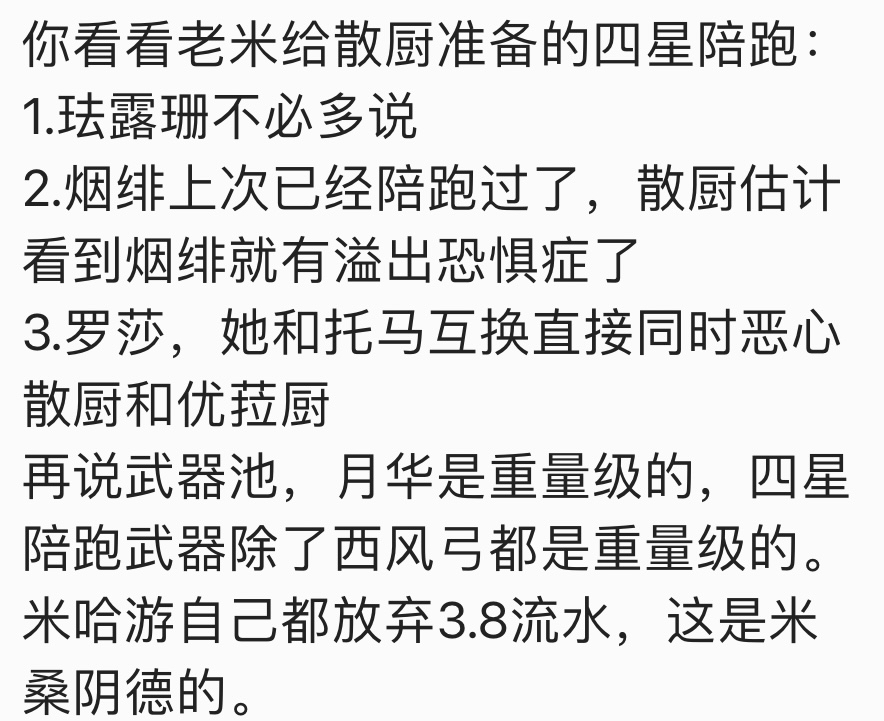 你看看老米给散厨准备的四星陪跑：
1.珐露珊不必多说
2.烟绯上次已经陪跑过了，散厨估计
看到烟绯就有溢出恐惧症了
3.罗莎，她和托马互换直接同时恶心
散厨和优菈厨
再说武器池，月华是重量级的，四星
陪跑武器除了西风弓都是重量级的。
米哈游自己都放弃3.8流水，这是米
桑阴德的。